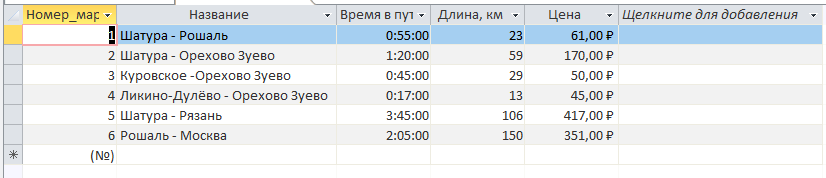 Номер_мар Название Время в пут Длина, км Цена Щелкните для добавления
1 Шатура - Рошаль 0:55:00 23 61,00 ₽
2 Шатура - Орехово Зуево 1:20:00 59 170,00 ₽
3 Куровское -Орехово Зуево 0:45:00 29 50,00 ₽
4 Ликино-Дулёво - Орехово Зуево 0:17:00 13 45,00 ₽
5 Шатура - Рязань 3:45:00 106 417,00 ₽
6 Рошаль - Москва 2:05:00 150 351,00 ₽
(№)